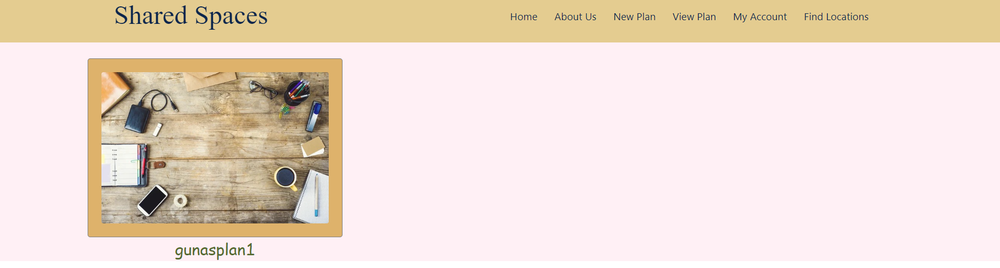 Shared Spaces
Home About Us New Plan View Plan My Account Find Locations
gunasplan1